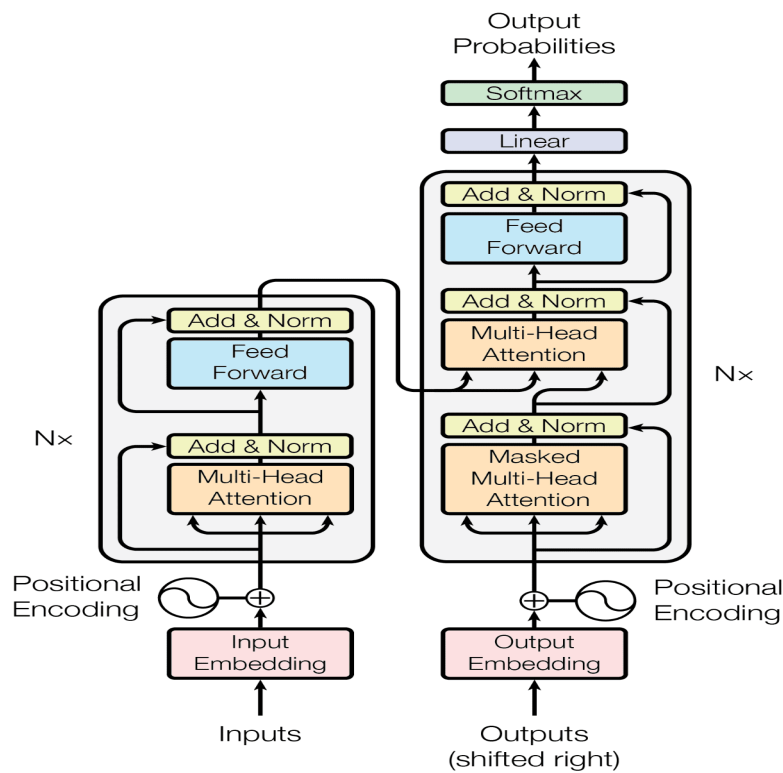 Output
Probabilities
Softmax
Linear
Add & Norm
Feed
Forward
Add & Norm
Multi-Head
Attention
Add & Norm
Masked
Multi-Head
Attention
Nx
Add & Norm
Feed
Forward
Add & Norm
Multi-Head
Attention
Nx
Positional
Encoding
Positional
Encoding
Input
Embedding
Output
Embedding
Inputs
Outputs
(shifted right)